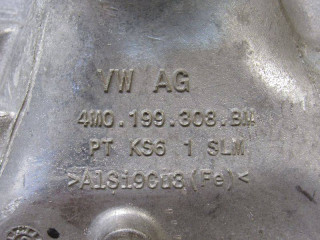 VW AG
4M0.199.308.BM
PT KS6 1 SLM
>AlSi9Cu3(Fe)<